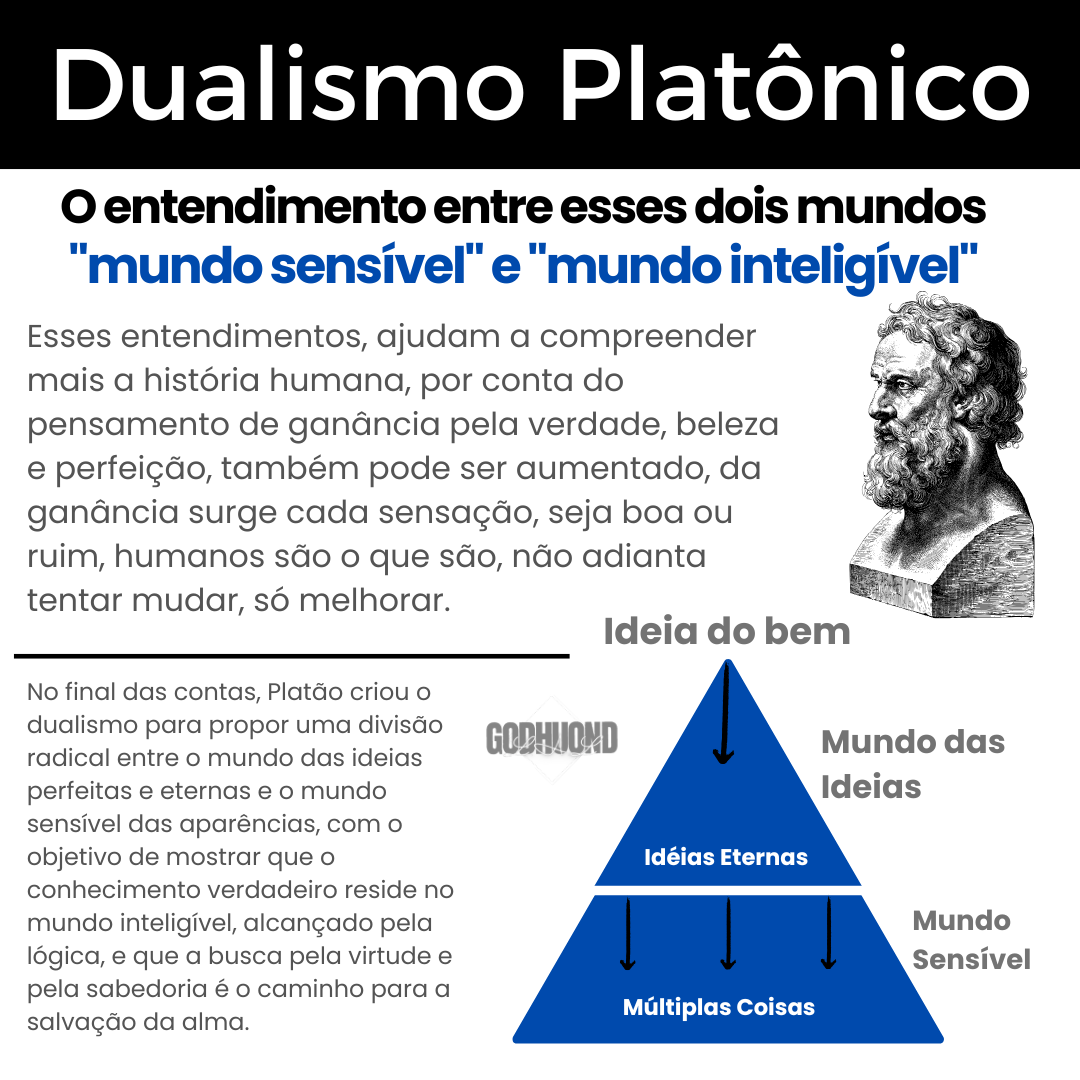 Dualismo Platônico
O entendimento entre esses dois mundos
"mundo sensível" e "mundo inteligível"
Esses entendimentos, ajudam a compreender
mais a história humana, por conta do
pensamento de ganância pela verdade, beleza
e perfeição, também pode ser aumentado, da
ganância surge cada sensação, seja boa ou
ruim, humanos são o que são, não adianta
tentar mudar, só melhorar.
No final das contas, Platão criou o
dualismo para propor uma divisão
radical entre o mundo das ideias
perfeitas e eternas e o mundo
sensível das aparências, com o
objetivo de mostrar que o
conhecimento verdadeiro reside no
mundo inteligível, alcançado pela
lógica, e que a busca pela virtude e
pela sabedoria é o caminho para a
salvação da alma.
Ideia do bem
Mundo das
Ideias
Idéias Eternas
Mundo
Sensível
Múltiplas Coisas